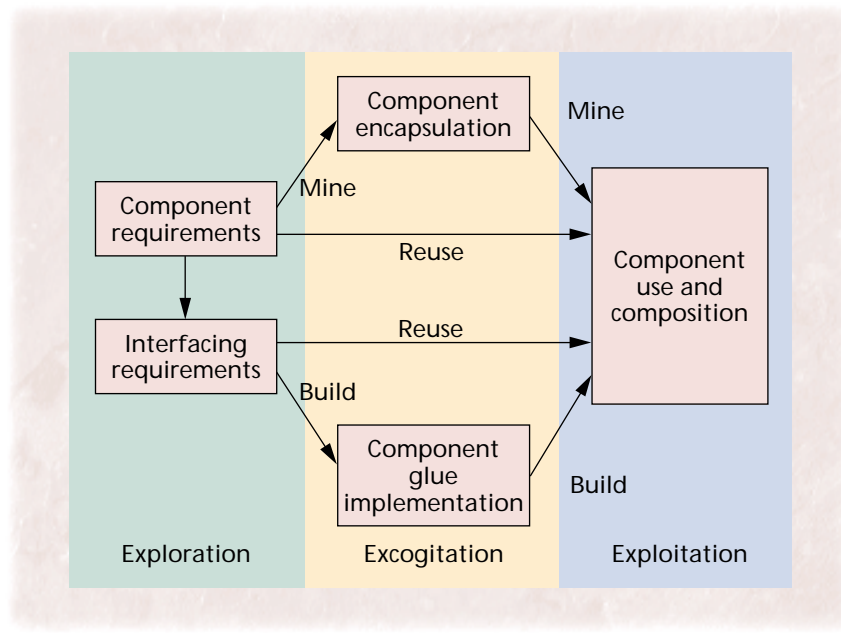 Component
encapsulation
Mine
Mine
Component
requirements
Reuse
Component
use and
composition
Interfacing
requirements
Reuse
Build
Component
glue
implementation
Build
Exploration
Excogitation
Exploitation